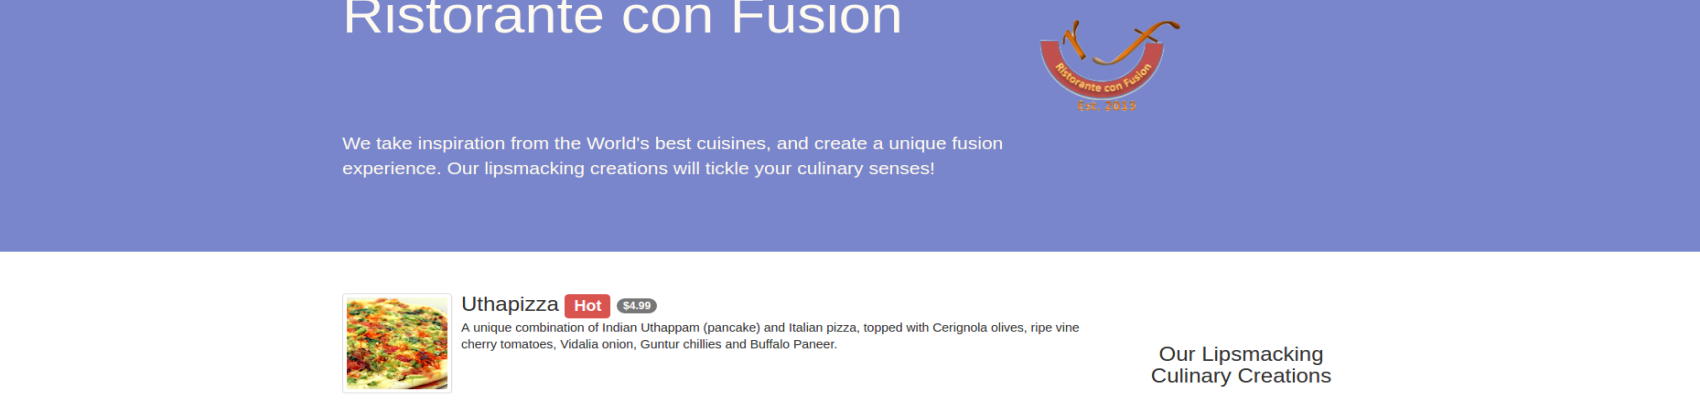 Ristorante con Fusion
Ristorante con Fusion
Est. 2013
We take inspiration from the World's best cuisines, and create a unique fusion
experience. Our lipsmacking creations will tickle your culinary senses!
Uthapizza Hot $4.99
A unique combination of Indian Uthappam (pancake) and Italian pizza, topped with Cerignola olives, ripe vine
cherry tomatoes, Vidalia onion, Guntur chillies and Buffalo Paneer.
Our Lipsmacking
Culinary Creations